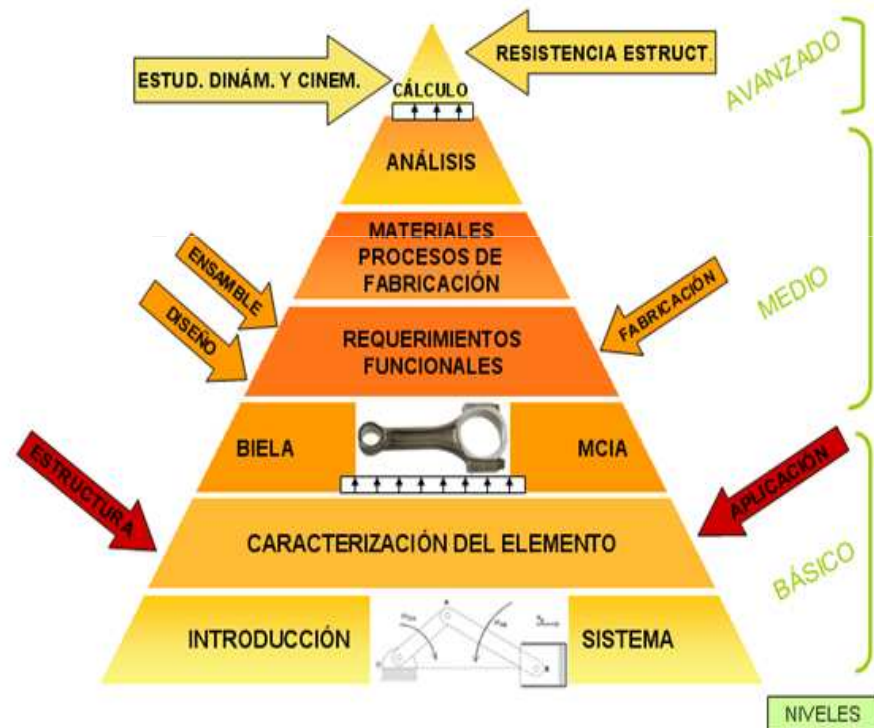 RESISTENCIA ESTRUCT.
ESTUD. DINÁM. Y CINEM.
CÁLCULO
AVANZADO
ANÁLISIS
MATERIALES
PROCESOS DE
FABRICACIÓN
ENSAMBLE
DISEÑO
FABRICACIÓN
MEDIO
REQUERIMIENTOS
FUNCIONALES
BIELA
MCIA
ESTRUCTURA
APLICACIÓN
CARACTERIZACIÓN DEL ELEMENTO
BÁSICO
INTRODUCCIÓN
SISTEMA
NIVELES